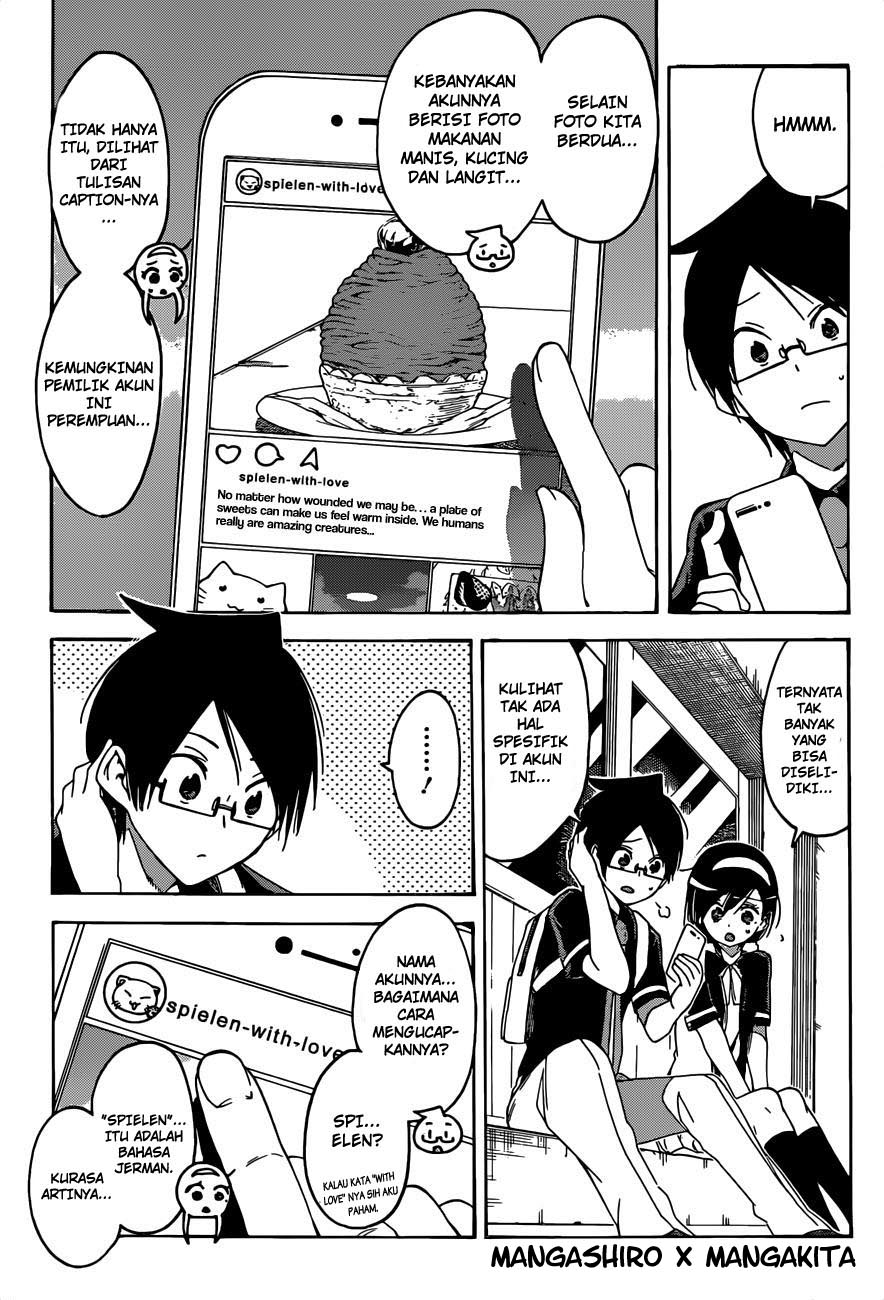 HMMM.
SELAIN
FOTO KITA
BERDUA...
KEBANYAKAN
AKUNNYA
BERISI FOTO
MAKANAN
MANIS, KUCING
DAN LANGIT...
TIDAK HANYA
ITU, DILIHAT
DARI
TULISAN
CAPTION-NYA
...
KEMUNGKINAN
PEMILIK AKUN
INI
PEREMPUAN...
spielen-with-love
spielen-with-love
No matter how wounded we may be... a plate of
sweets can make us feel warm inside. We humans
really are amazing creatures...
TERNYATA
TAK
BANYAK
YANG
BISA
DISELI-
DIKI...
KULIHAT
TAK ADA
HAL
SPESIFIK
DI AKUN
INI...
......!
NAMA
AKUNNYA...
BAGAIMANA
CARA
MENGUCAP-
KANNYA?
SPI...
ELEN?
KALAU KATA "WITH
LOVE" NYA SIH AKU
PAHAM.
spielen-with-love
"SPIELEN"...
ITU ADALAH
BAHASA
JERMAN.
KURASA
ARTINYA...
MANGASHIRO X MANGAKITA